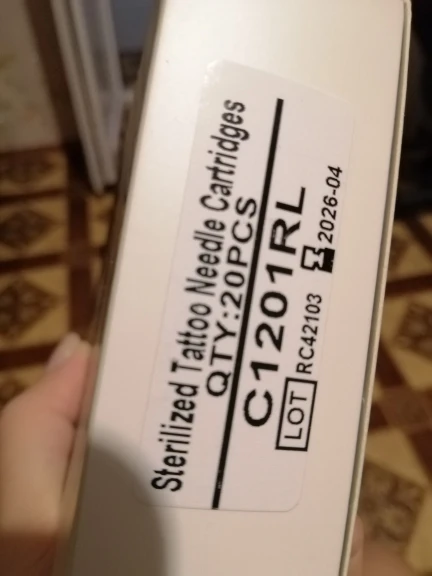 Sterilized Tattoo Needle Cartridges
QTY:20PCS
C1201RL
LOT RC42103 2026-04